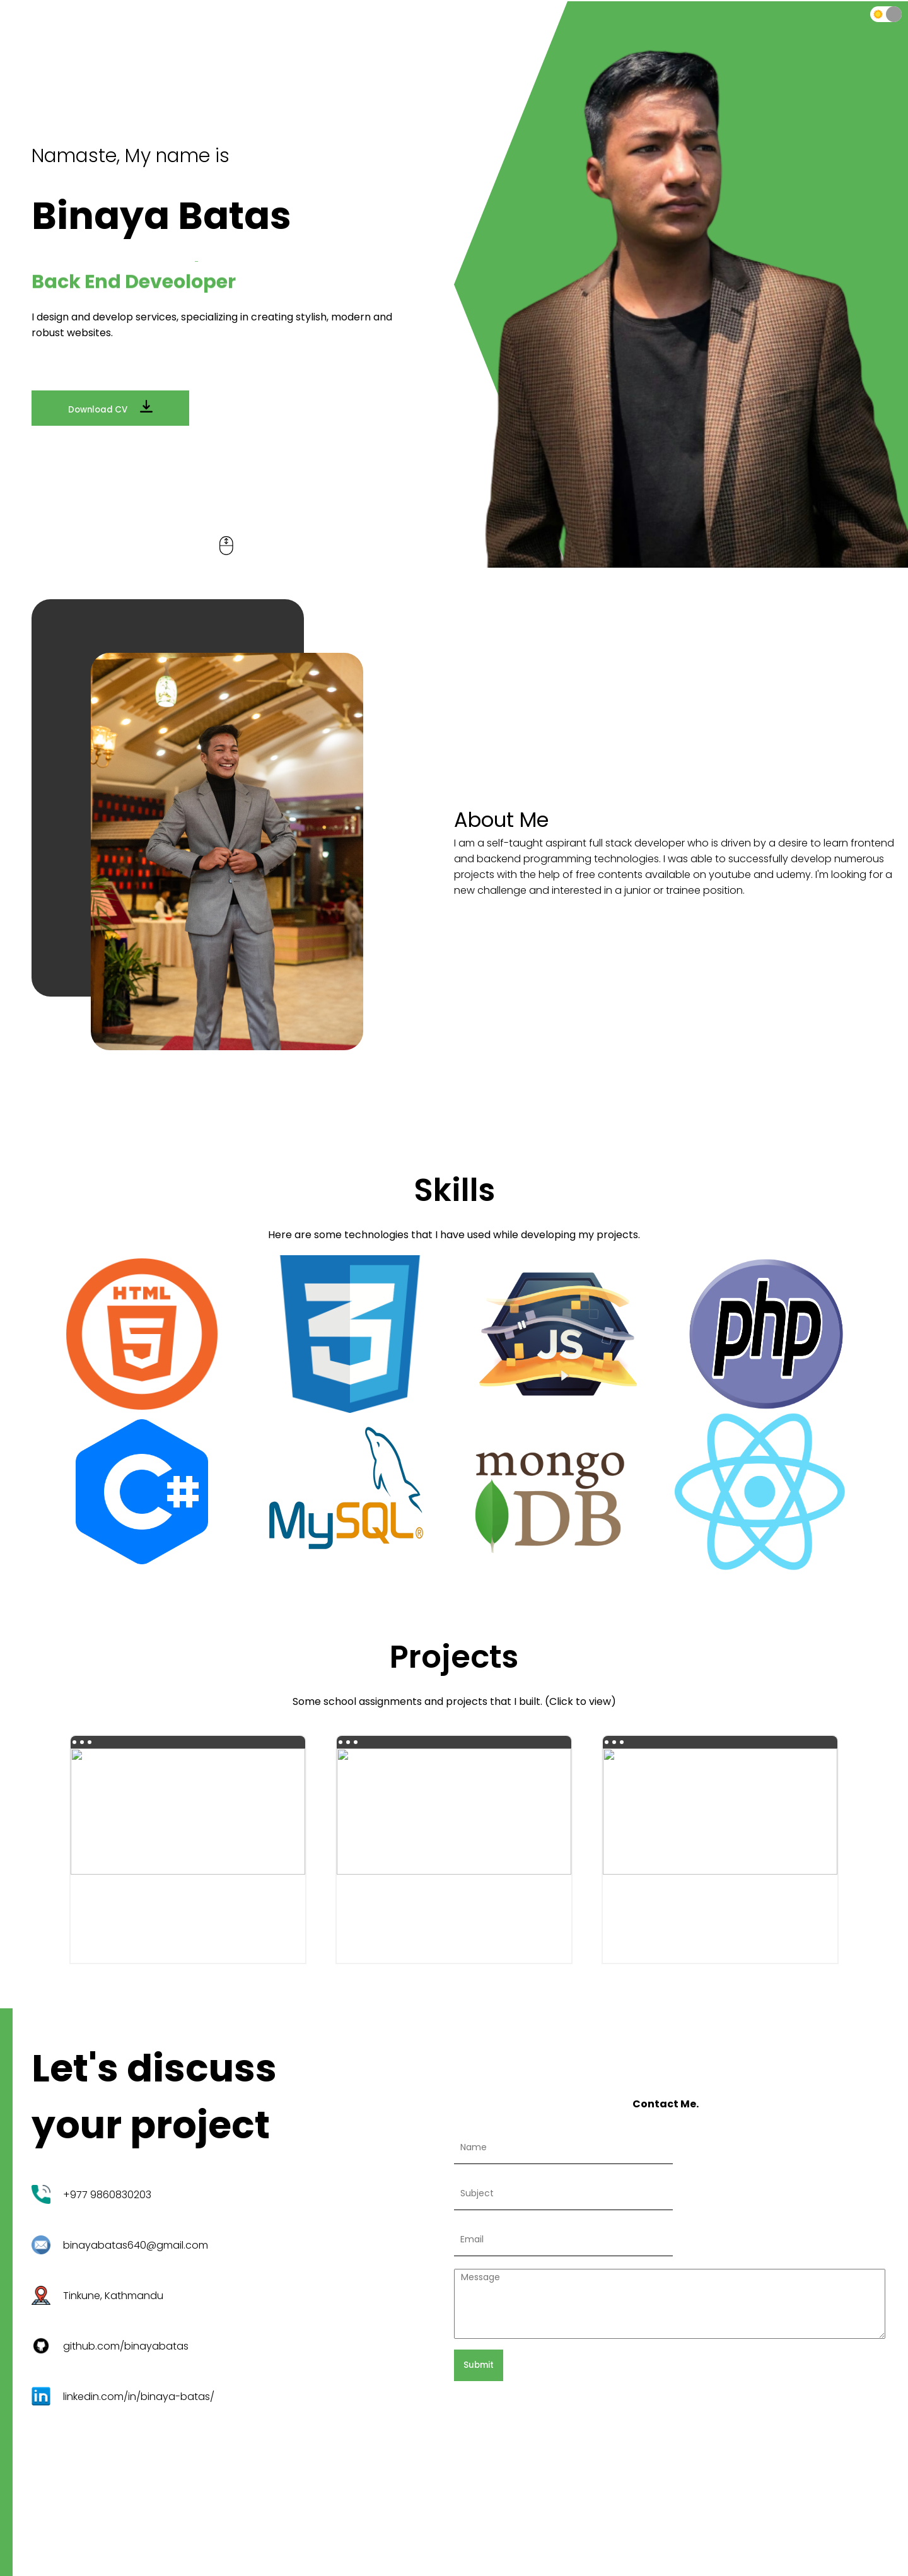 Namaste, My name is
Binaya Batas
Back End Deveoloper
I design and develop services, specializing in creating stylish, modern and
robust websites.
Download CV
About Me
I am a self-taught aspirant full stack developer who is driven by a desire to learn frontend
and backend programming technologies. I was able to successfully develop numerous
projects with the help of free contents available on youtube and udemy. I'm looking for a
new challenge and interested in a junior or trainee position.
Skills
Here are some technologies that I have used while developing my projects.
HTML
5
3
JS
php
C#
MySQL®
mongo
DB
Projects
Some school assignments and projects that I built. (Click to view)
Let's discuss
your project
+977 9860830203
binayabatas640@gmail.com
Tinkune, Kathmandu
github.com/binayabatas
in
linkedin.com/in/binaya-batas/
Contact Me.
Name
Subject
Email
Message
Submit